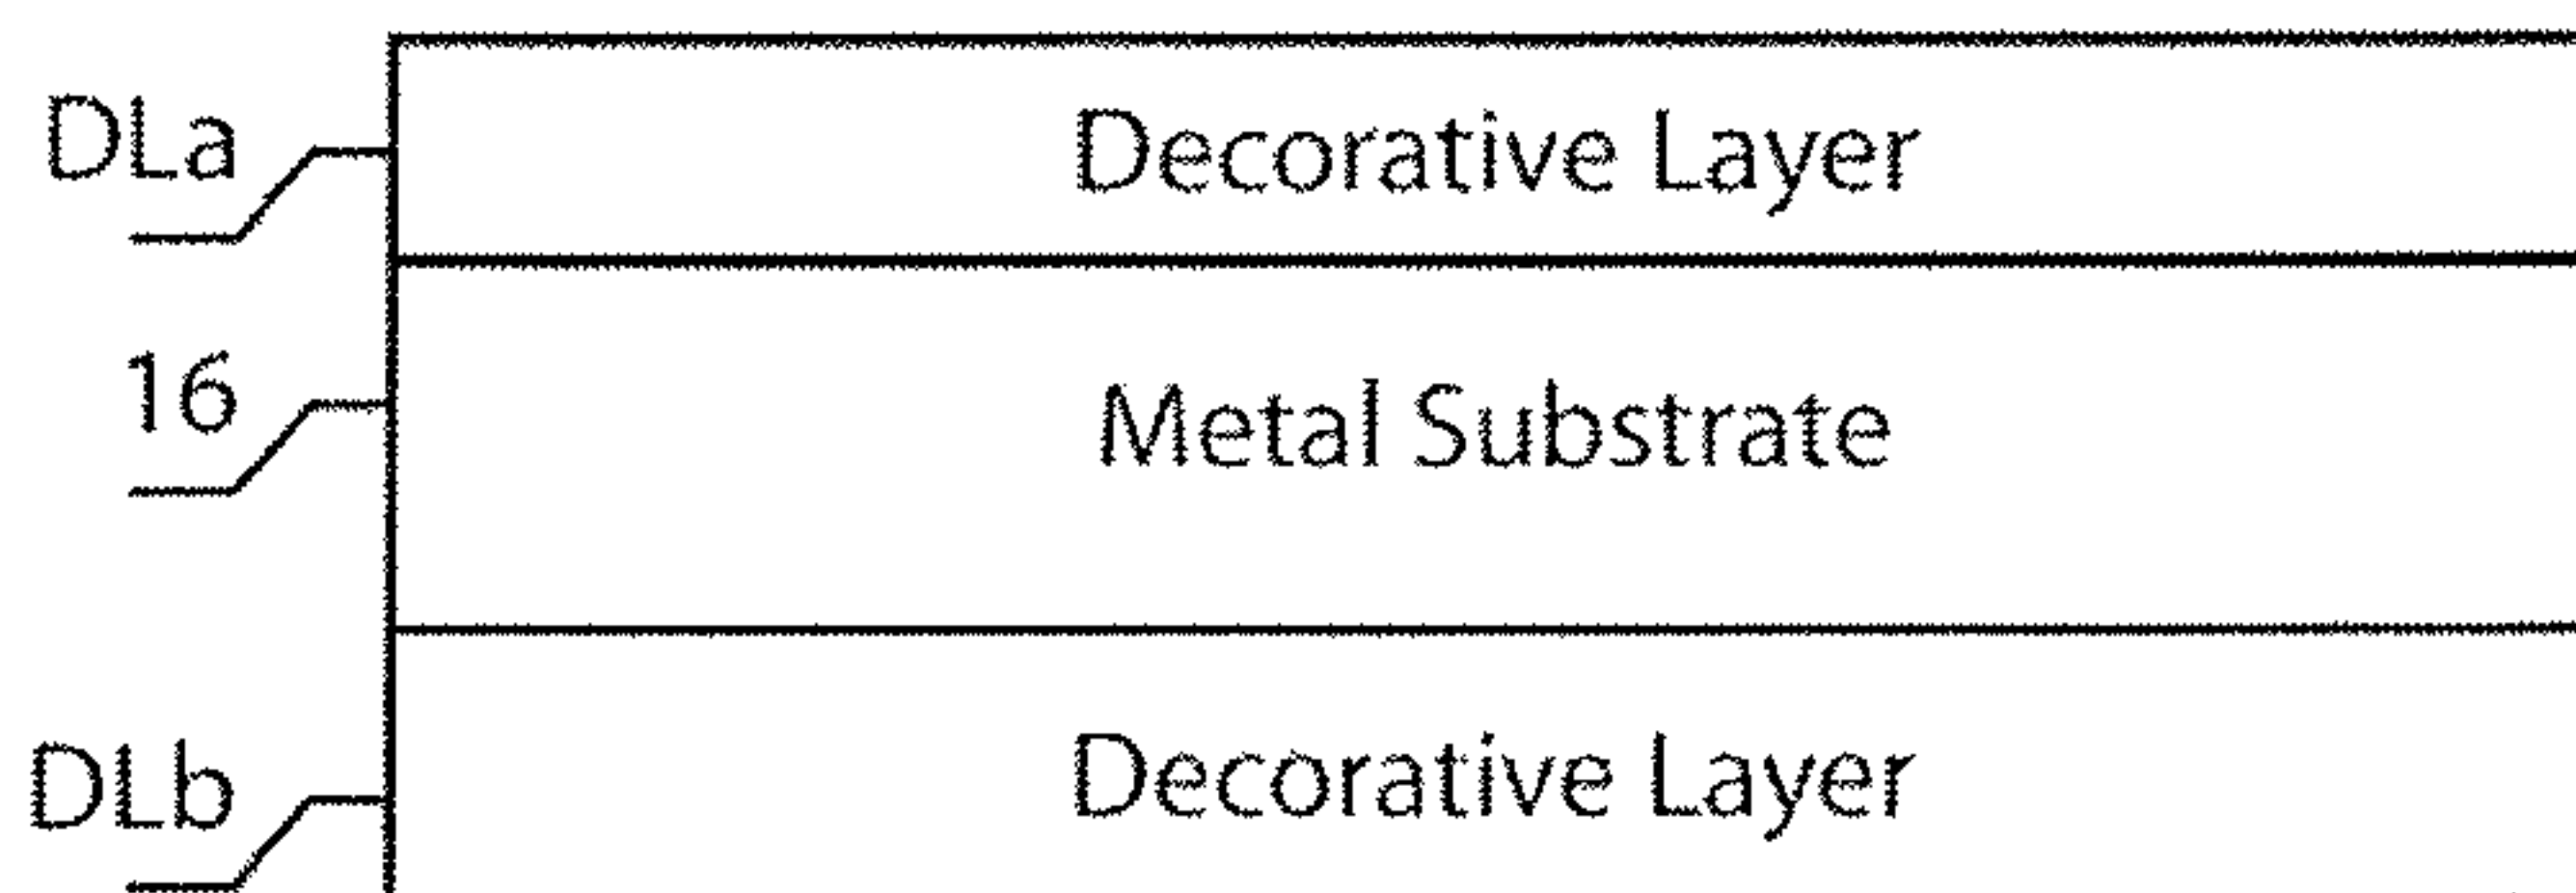 DLa
Decorative Layer
16
Metal Substrate
DLb
Decorative Layer